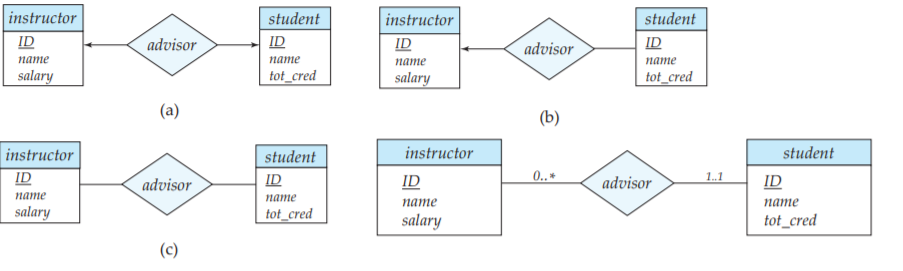 instructor
ID
name
salary
advisor
student
ID
name
tot_cred
(a)
instructor
ID
name
salary
advisor
student
ID
name
tot_cred
(b)
instructor
ID
name
salary
advisor
student
ID
name
tot_cred
(c)
instructor
ID
name
salary
0..*
advisor
1..1
student
ID
name
tot_cred